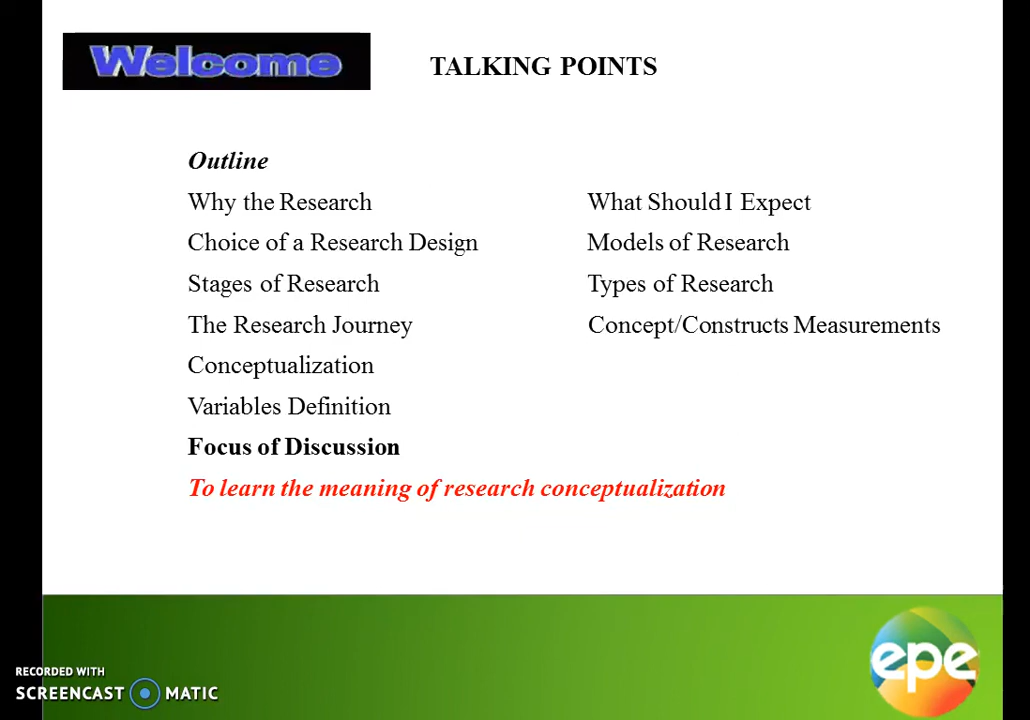 Welcome
TALKING POINTS
Outline
Why the Research
What Should I Expect
Choice of a Research Design
Models of Research
Stages of Research
Types of Research
The Research Journey
Concept/Constructs Measurements
Conceptualization
Variables Definition
Focus of Discussion
To learn the meaning of research conceptualization
RECORDED WITH
SCREENCAST MATIC
epe